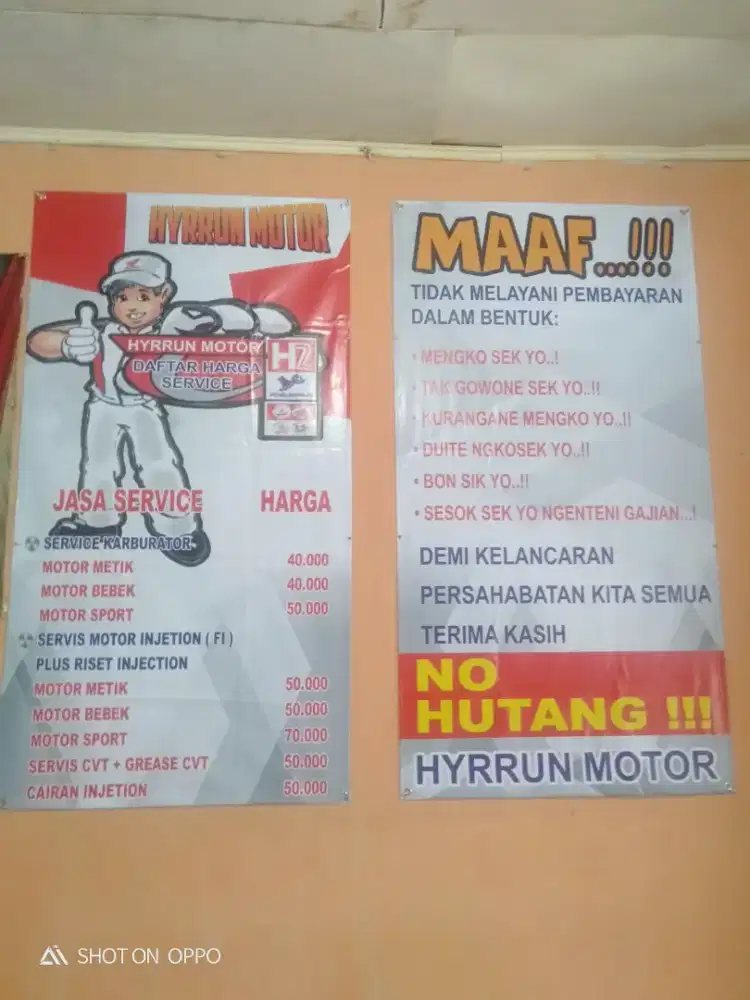 HYRRUN MOTOR
HYRRUN MOTOR
DAFTAR HARGA
SERVICE
H2
JASA SERVICE HARGA
SERVICE KARBURATOR
MOTOR METIK 40.000
MOTOR BEBEK 40.000
MOTOR SPORT 50.000
SERVIS MOTOR INJETION ( FI )
PLUS RISET INJECTION
MOTOR METIK 50.000
MOTOR BEBEK 50.000
MOTOR SPORT 70.000
SERVIS CVT + GREASE CVT 50.000
CAIRAN INJETION 50.000
MAAF......!!!
TIDAK MELAYANI PEMBAYARAN
DALAM BENTUK:
• MENGKO SEK YO..!
• TAK GOWONE SEK YO..!!
• KURANGANE MENGKO YO..!!
• DUITE NGKOSEK YO..!!
• BON SIK YO..!!
• SESOK SEK YO NGENTENI GAJIAN...!
DEMI KELANCARAN
PERSAHABATAN KITA SEMUA
TERIMA KASIH
NO
HUTANG !!!
HYRRUN MOTOR
SHOT ON OPPO